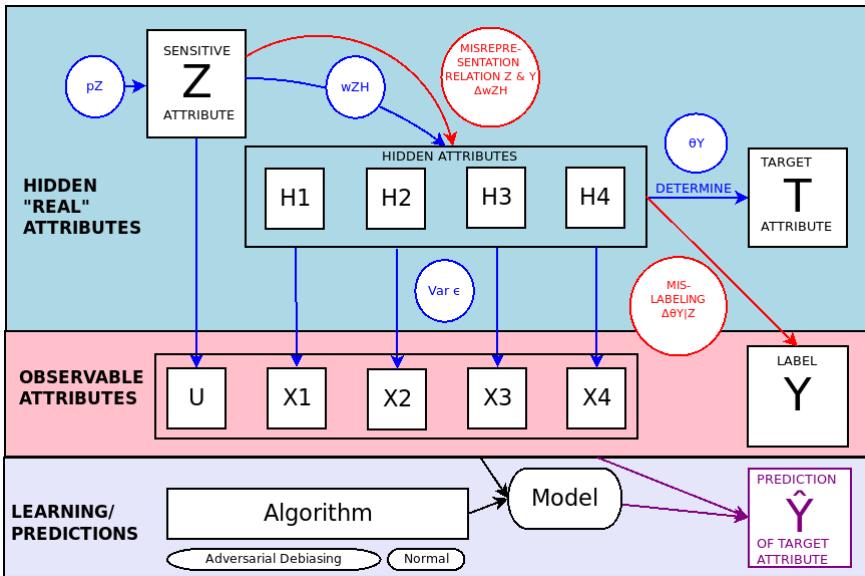 SENSITIVE
Z
ATTRIBUTE
pZ
wZH
MISREPRE-
SENTATION
RELATION Z & Y
ΔwZH
HIDDEN
"REAL"
ATTRIBUTES
HIDDEN ATTRIBUTES
H1
H2
H3
H4
θY
DETERMINE
TARGET
T
ATTRIBUTE
Var ϵ
MIS-
LABELING
ΔθY|Z
OBSERVABLE
ATTRIBUTES
U
X1
X2
X3
X4
LABEL
Y
LEARNING/
PREDICTIONS
Algorithm
Adversarial Debiasing
Normal
Model
PREDICTION
Ŷ
OF TARGET
ATTRIBUTE